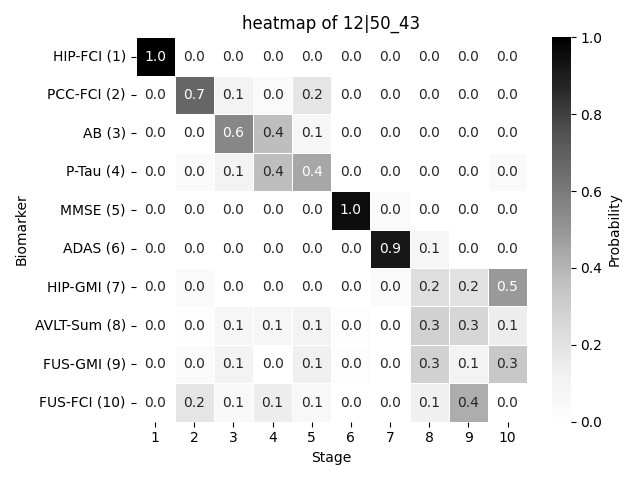 heatmap of 12|50_43
HIP-FCI (1) 1.0 0.0 0.0 0.0 0.0 0.0 0.0 0.0 0.0 0.0
PCC-FCI (2) 0.0 0.7 0.1 0.0 0.2 0.0 0.0 0.0 0.0 0.0
AB (3) 0.0 0.0 0.6 0.4 0.1 0.0 0.0 0.0 0.0 0.0
P-Tau (4) 0.0 0.0 0.1 0.4 0.4 0.0 0.0 0.0 0.0 0.0
MMSE (5) 0.0 0.0 0.0 0.0 0.0 1.0 0.0 0.0 0.0 0.0
ADAS (6) 0.0 0.0 0.0 0.0 0.0 0.0 0.9 0.1 0.0 0.0
HIP-GMI (7) 0.0 0.0 0.0 0.0 0.0 0.0 0.0 0.2 0.2 0.5
AVLT-Sum (8) 0.0 0.0 0.1 0.1 0.1 0.0 0.0 0.3 0.3 0.1
FUS-GMI (9) 0.0 0.0 0.1 0.0 0.1 0.0 0.0 0.3 0.1 0.3
FUS-FCI (10) 0.0 0.2 0.1 0.1 0.1 0.0 0.0 0.1 0.4 0.0
1 2 3 4 5 6 7 8 9 10
Stage
Biomarker
1.0
0.8
0.6
0.4
0.2
0.0
Probability